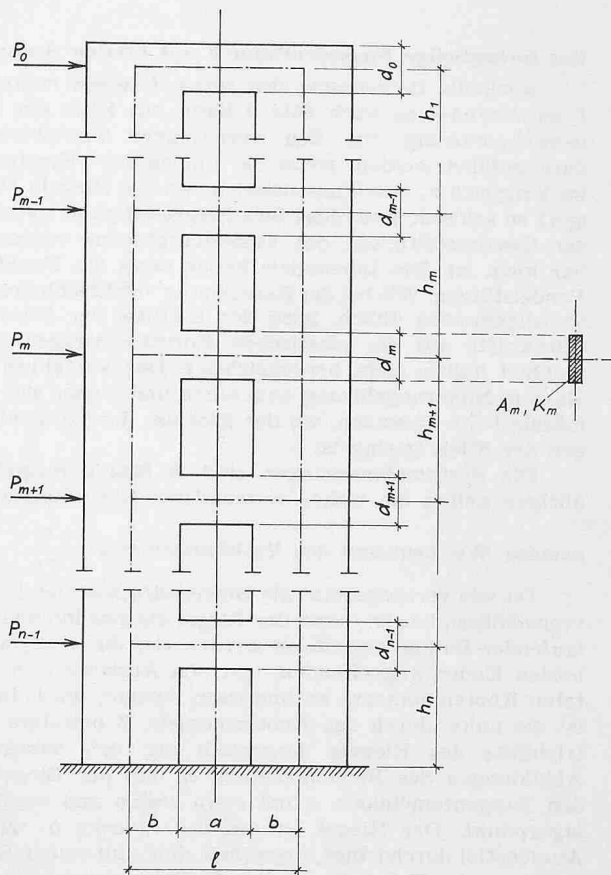 P₀
d₀
h₁
Pₘ₋₁
dₘ₋₁
hₘ
Pₘ
dₘ
Aₘ, Kₘ
hₘ₊₁
Pₘ₊₁
dₘ₊₁
Pₙ₋₁
dₙ₋₁
hₙ
b a b
l